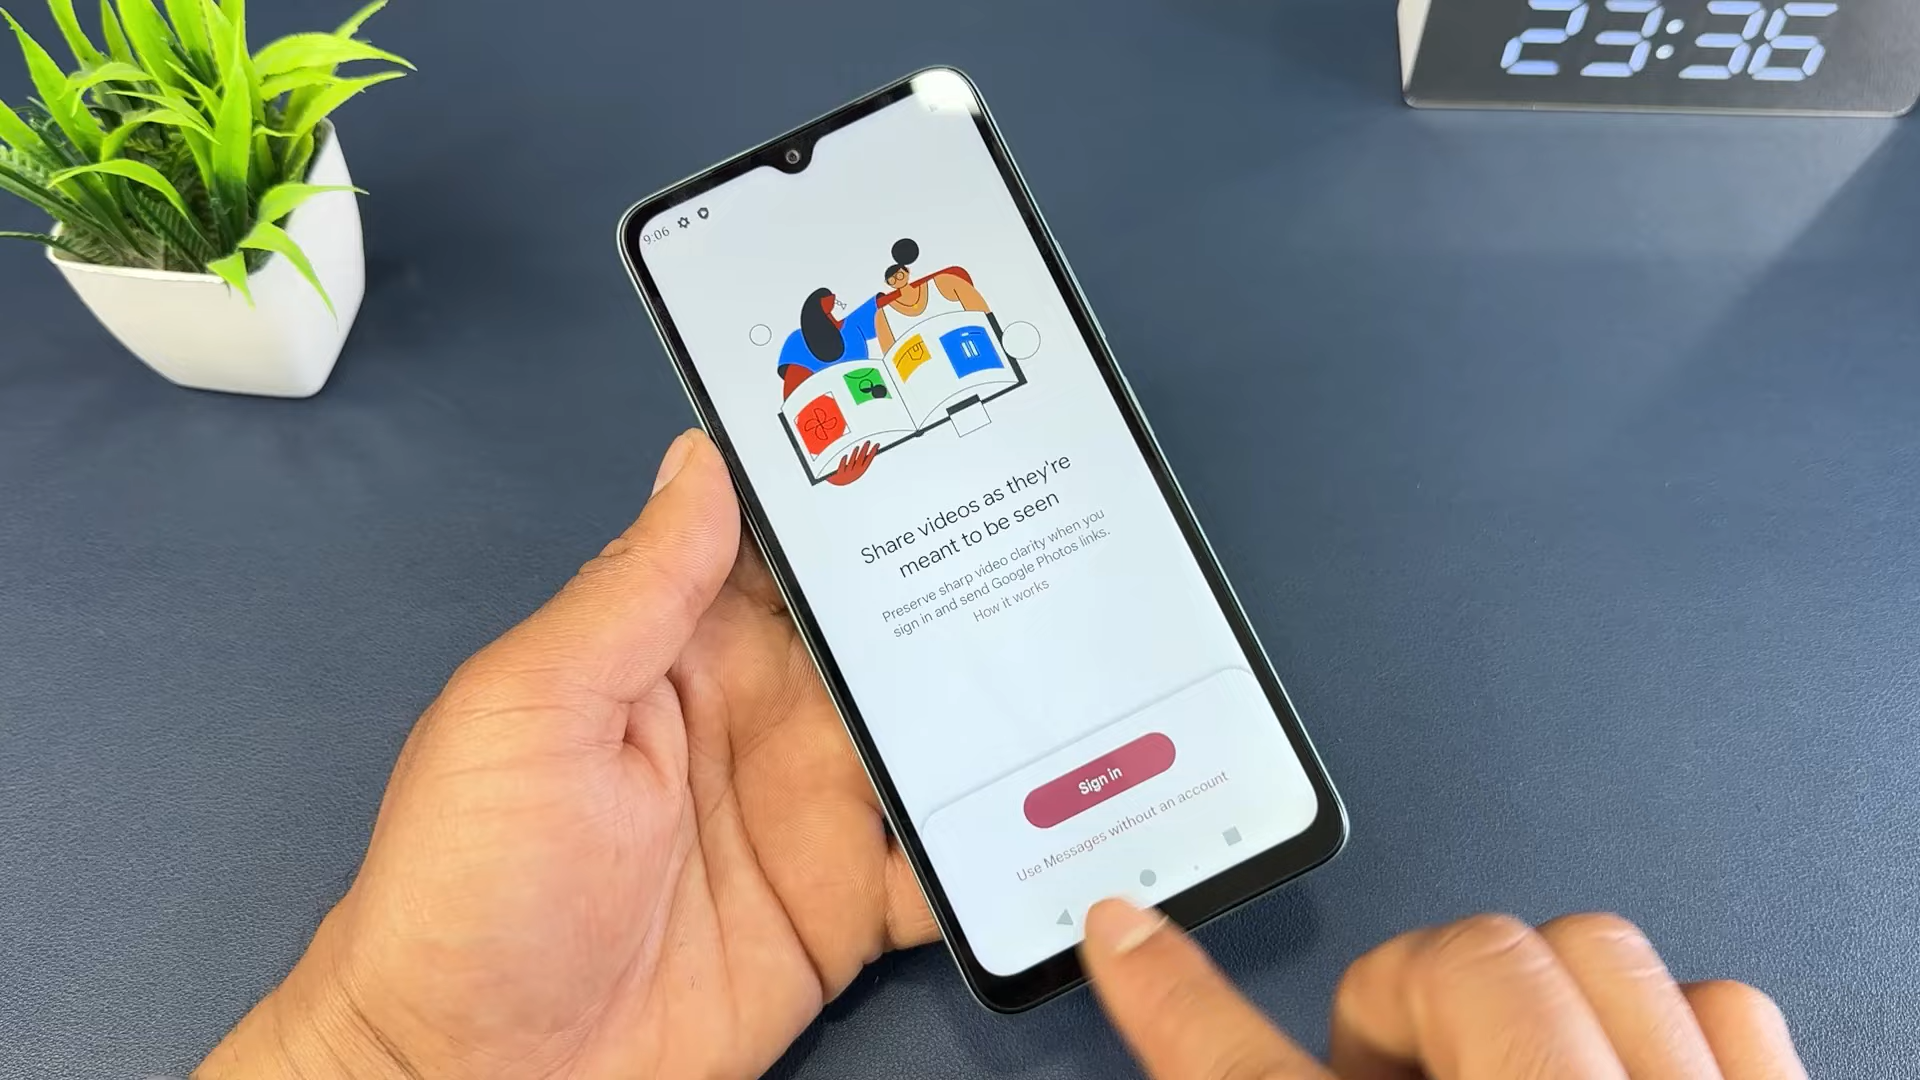 23:36
9:06
Share videos as they're
meant to be seen
Preserve sharp video clarity when you
sign in and send Google Photos links.
How it works
Sign in
Use Messages without an account